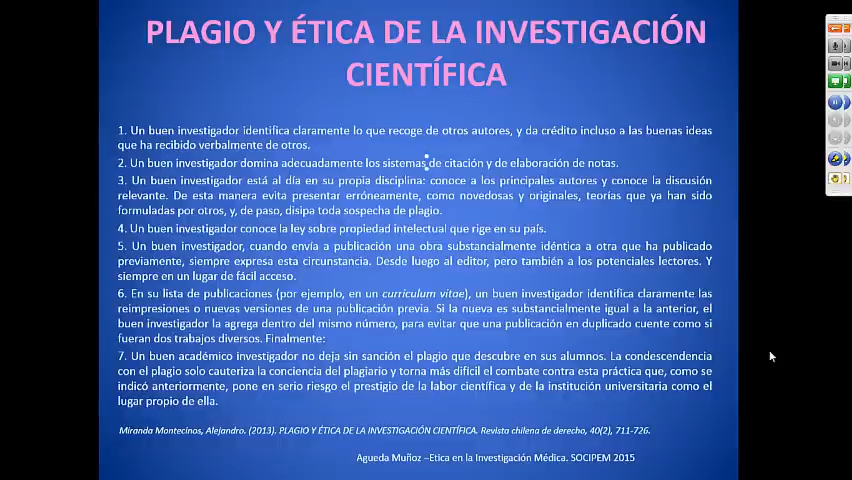 PLAGIO Y ÉTICA DE LA INVESTIGACIÓN
CIENTÍFICA
1. Un buen investigador identifica claramente lo que recoge de otros autores, y da crédito incluso a las buenas ideas
que ha recibido verbalmente de otros.
2. Un buen investigador domina adecuadamente los sistemas de citación y de elaboración de notas.
3. Un buen investigador está al día en su propia disciplina: conoce a los principales autores y conoce la discusión
relevante. De esta manera evita presentar erróneamente, como novedosas y originales, teorías que ya han sido
formuladas por otros, y, de paso, disipa toda sospecha de plagio.
4. Un buen investigador conoce la ley sobre propiedad intelectual que rige en su país.
5. Un buen investigador, cuando envía a publicación una obra substancialmente idéntica a otra que ha publicado
previamente, siempre expresa esta circunstancia. Desde luego al editor, pero también a los potenciales lectores. Y
siempre en un lugar de fácil acceso.
6. En su lista de publicaciones (por ejemplo, en un curriculum vitae), un buen investigador identifica claramente las
reimpresiones o nuevas versiones de una publicación previa. Si la nueva es substancialmente igual a la anterior, el
buen investigador la agrega dentro del mismo número, para evitar que una publicación en duplicado cuente como si
fueran dos trabajos diversos. Finalmente:
7. Un buen académico investigador no deja sin sanción el plagio que descubre en sus alumnos. La condescendencia
con el plagio solo cauteriza la conciencia del plagiario y torna más difícil el combate contra esta práctica que, como se
indicó anteriormente, pone en serio riesgo el prestigio de la labor científica y de la institución universitaria como el
lugar propio de ella.
Miranda Montecinos, Alejandro. (2013). PLAGIO Y ÉTICA DE LA INVESTIGACIÓN CIENTÍFICA. Revista chilena de derecho, 40(2), 711-726.
Agueda Muñoz –Etica en la Investigación Médica. SOCIPEM 2015